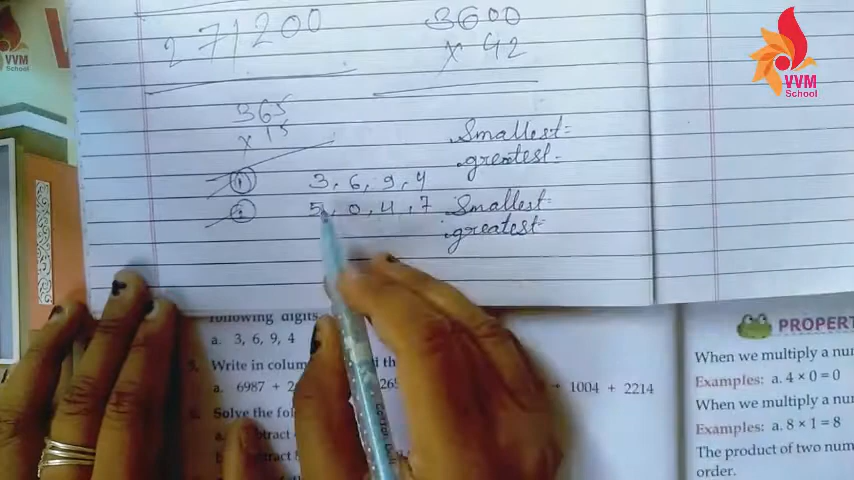 VVM
School
VVM
School
271200
3600
x 42
365
x 15
① 3, 6, 9, 4 Smallest=
greatest=
② 5, 0, 4, 7 Smallest=
greatest=
following digits.
a. 3, 6, 9, 4
Write in colum
a. 6987 + 2
1004 + 2214
Solve the fo
PROPERT
When we multiply a nu
Examples: a. 4 × 0 = 0
When we multiply a nu
Examples: a. 8 × 1 = 8
The product of two num
order.